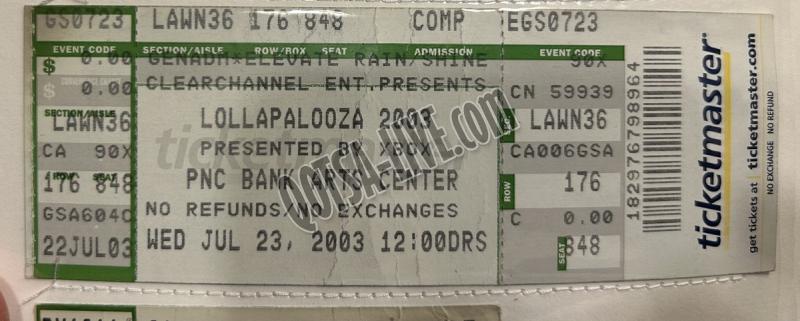 GS0723 LAWN36 176 848 COMP EGS0723
EVENT CODE SECTION/AISLE ROW/BOX SEAT ADMISSION EVENT CODE
$ 0.00 GENADM*ELEVATE RAIN/SHINE 90X
$ 0.00 CLEARCHANNEL ENT.PRESENTS CN 59939
SECTION/AISLE
LAWN36 LOLLAPALOOZA 2003 LAWN36
CA 90X PRESENTED BY XBOX CA006GSA
ticketmaster
ROW SEAT
176 848 PNC BANK ARTS CENTER ROW 176
GSA604C NO REFUNDS/NO EXCHANGES C 0.00
22JUL03 WED JUL 23, 2003 12:00DRS SEAT 848
QOTSA-LIVE.com
182976798964
ticketmaster
get tickets at ticketmaster.com
NO EXCHANGE NO REFUND